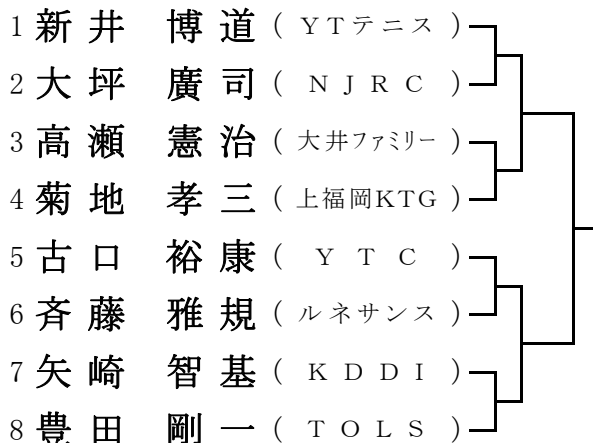 1 新井 博道 ( YTテニス )
2 大坪 廣司 ( NJRC )
3 高瀬 憲治 ( 大井ファミリー )
4 菊地 孝三 ( 上福岡KTG )
5 古口 裕康 ( YTC )
6 斉藤 雅規 ( ルネサンス )
7 矢崎 智基 ( KDDI )
8 豊田 剛一 ( TOLS )